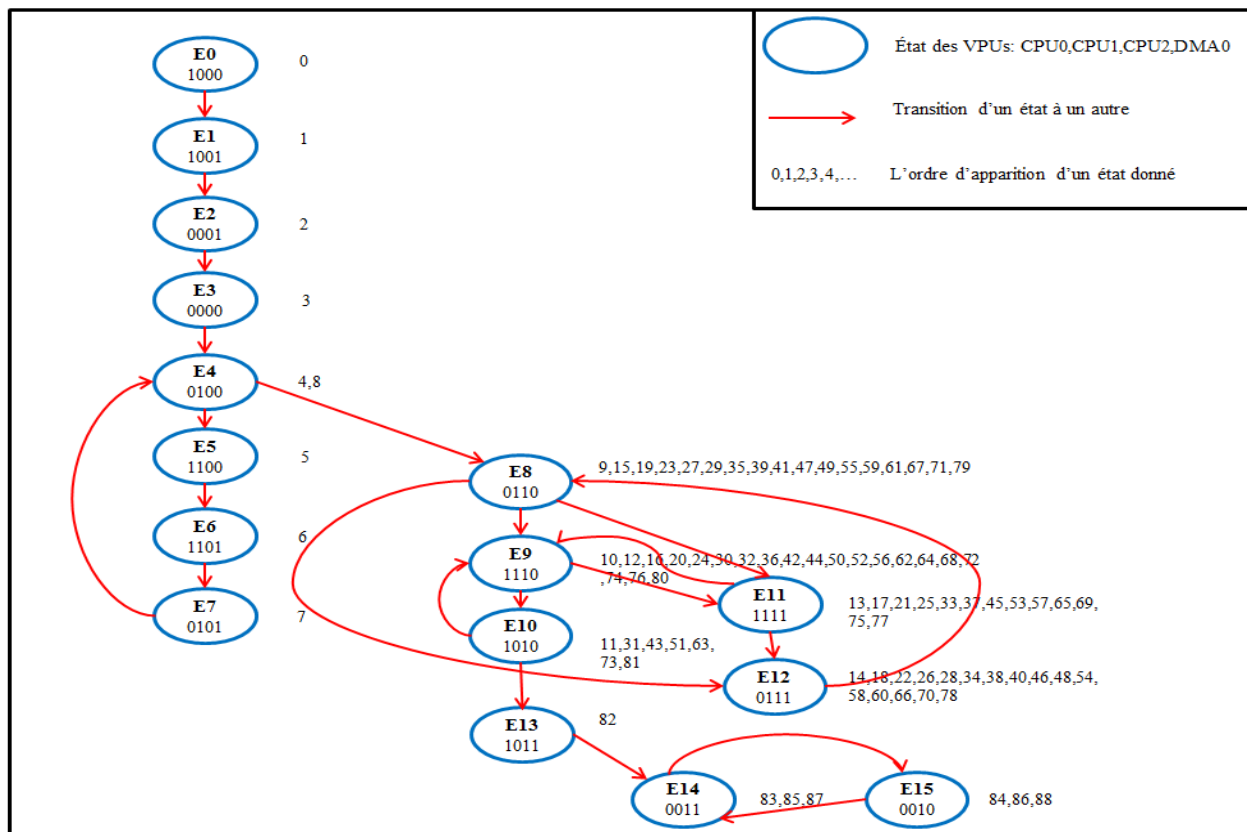 État des VPUs: CPU0,CPU1,CPU2,DMA0
Transition d'un état à un autre
0,1,2,3,4,… L'ordre d'apparition d'un état donné
E0
1000
0
E1
1001
1
E2
0001
2
E3
0000
3
E4
0100
4,8
E5
1100
5
E6
1101
6
E7
0101
7
E8
0110
9,15,19,23,27,29,35,39,41,47,49,55,59,61,67,71,79
E9
1110
10,12,16,20,24,30,32,36,42,44,50,52,56,62,64,68,72
,74,76,80
E10
1010
11,31,43,51,63,
73,81
E11
1111
13,17,21,25,33,37,45,53,57,65,69,
75,77
E12
0111
14,18,22,26,28,34,38,40,46,48,54,
58,60,66,70,78
E13
1011
82
E14
0011
83,85,87
E15
0010
84,86,88